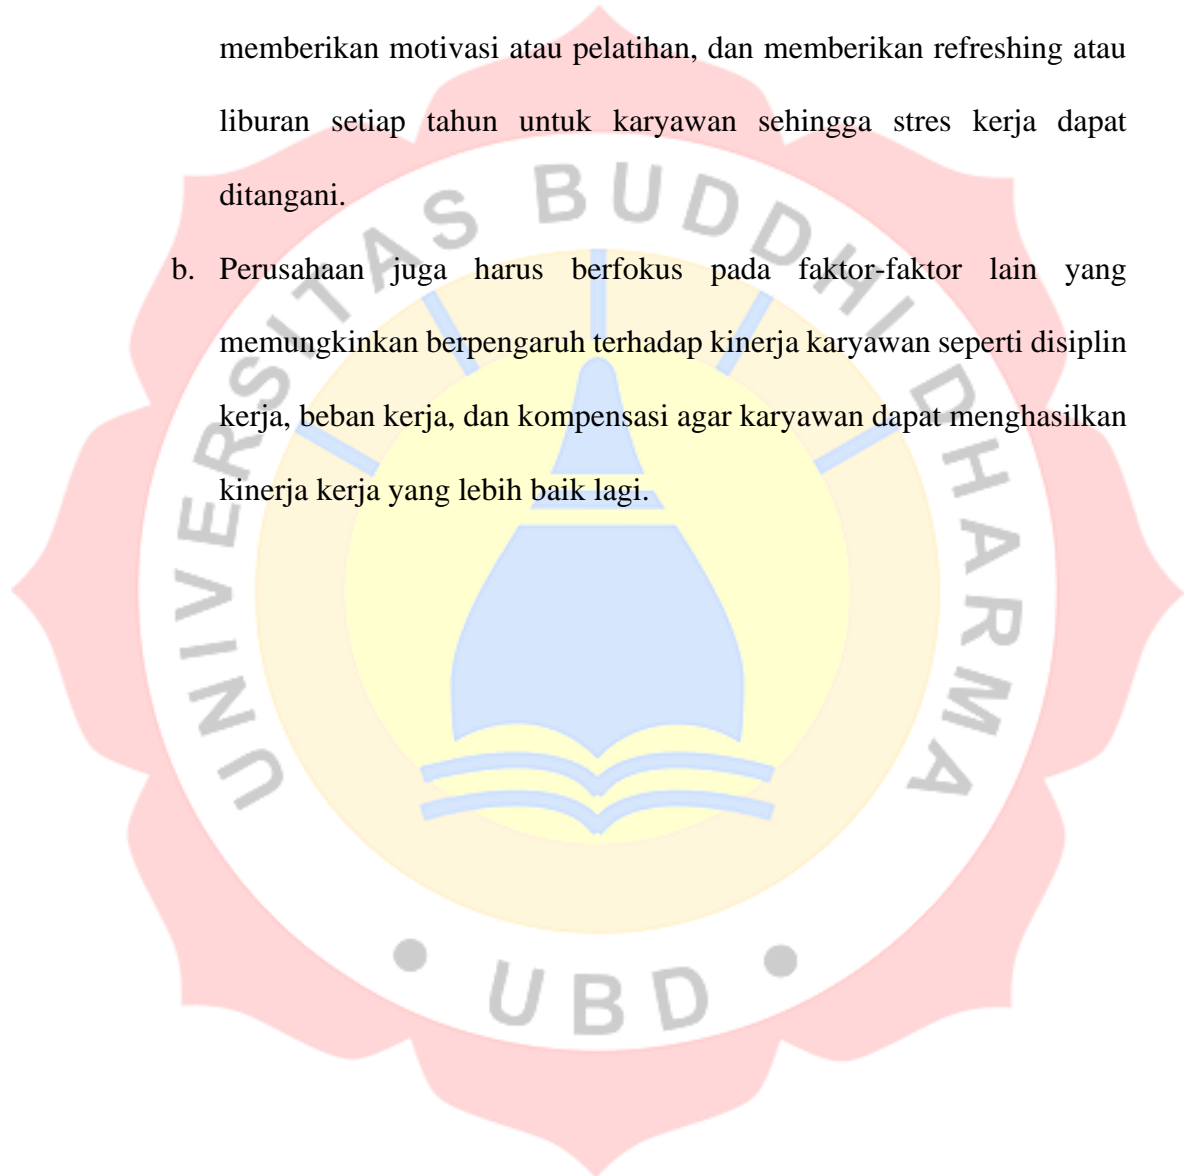 memberikan motivasi atau pelatihan, dan memberikan refreshing atau
liburan setiap tahun untuk karyawan sehingga stres kerja dapat
ditangani.
b. Perusahaan juga harus berfokus pada faktor-faktor lain yang
memungkinkan berpengaruh terhadap kinerja karyawan seperti disiplin
kerja, beban kerja, dan kompensasi agar karyawan dapat menghasilkan
kinerja kerja yang lebih baik lagi.
UNIVERSITAS BUDDHI DHARMA
• UBD •